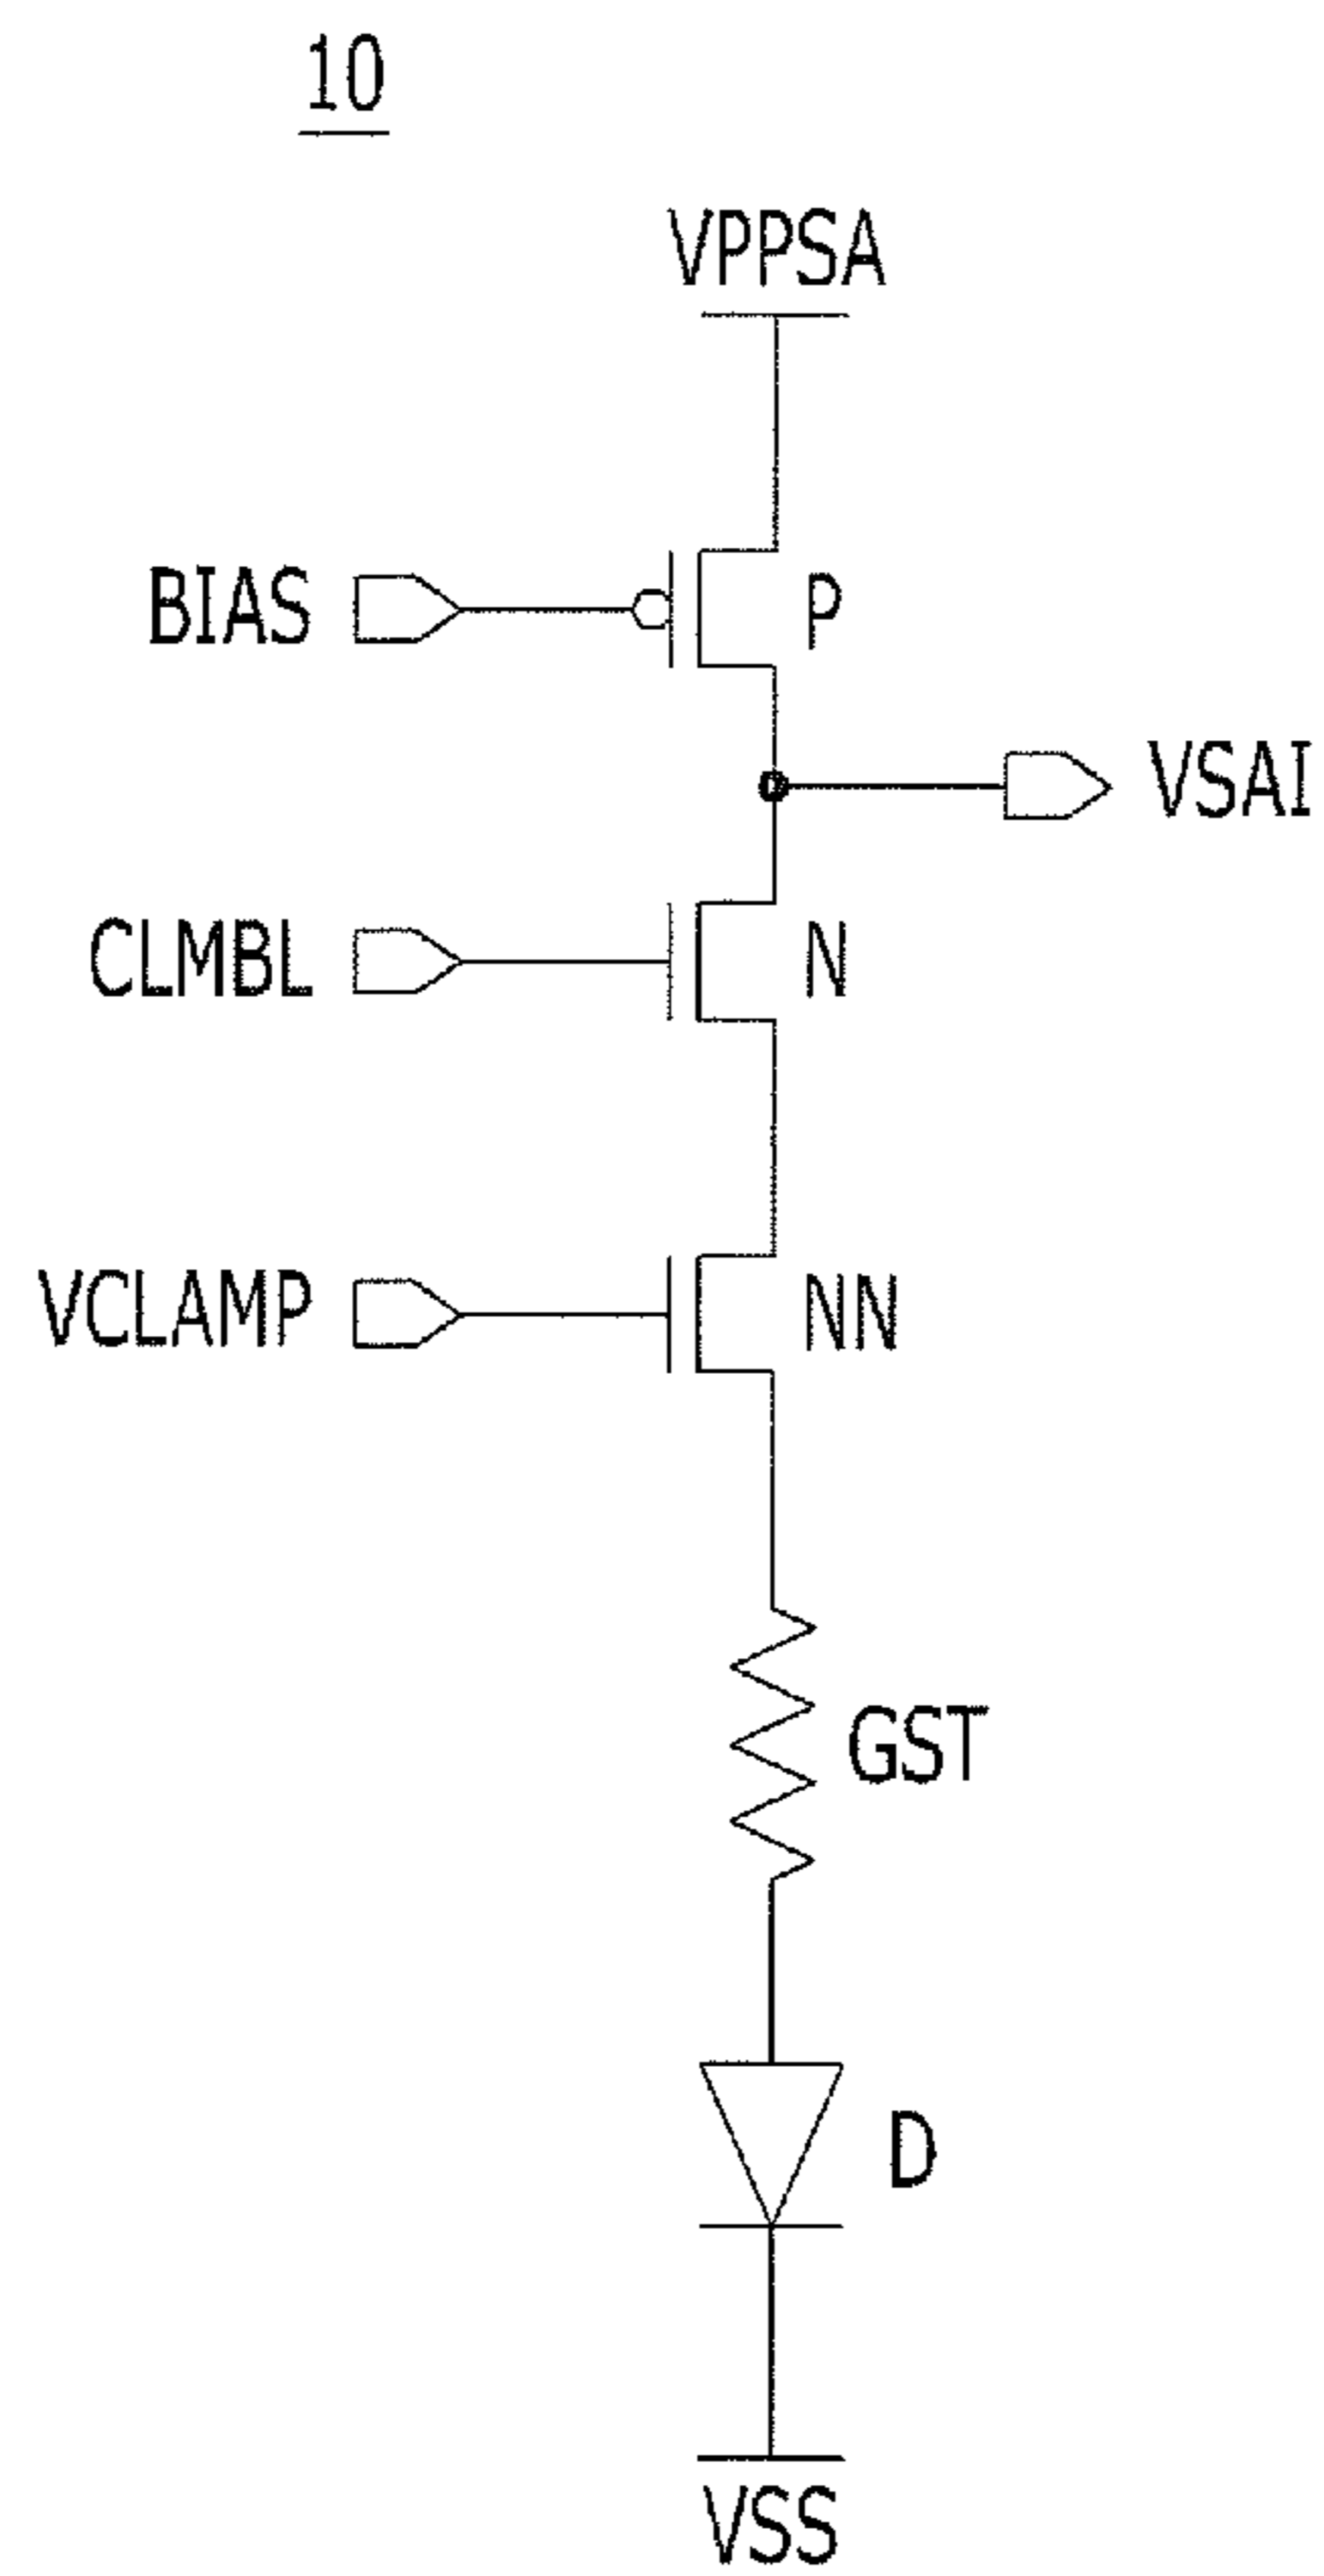 10
VPPSA
BIAS
P
VSAI
CLMBL
N
VCLAMP
NN
GST
D
VSS